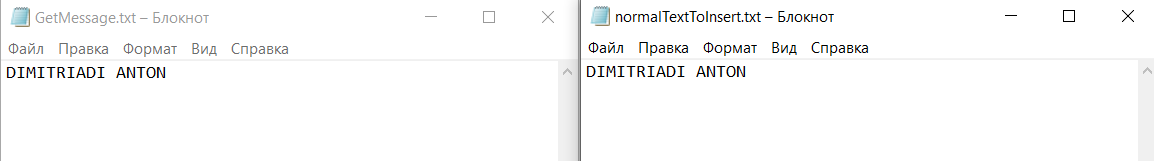 GetMessage.txt – Блокнот
Файл Правка Формат Вид Справка
DIMITRIADI ANTON
normalTextToInsert.txt – Блокнот
Файл Правка Формат Вид Справка
DIMITRIADI ANTON